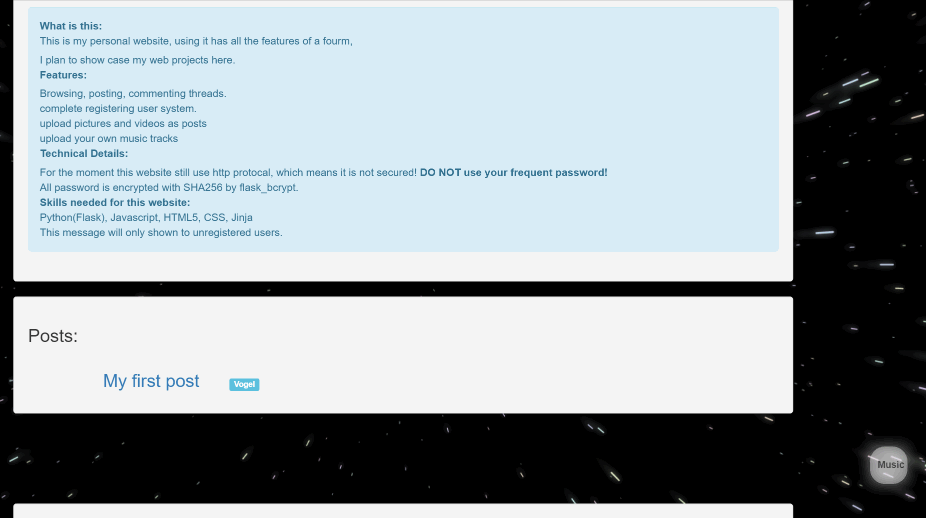 What is this:
This is my personal website, using it has all the features of a fourm,
I plan to show case my web projects here.
Features:
Browsing, posting, commenting threads.
complete registering user system.
upload pictures and videos as posts
upload your own music tracks
Technical Details:
For the moment this website still use http protocal, which means it is not secured! DO NOT use your frequent password!
All password is encrypted with SHA256 by flask_bcrypt.
Skills needed for this website:
Python(Flask), Javascript, HTML5, CSS, Jinja
This message will only shown to unregistered users.
Posts:
My first post Vogel
Music